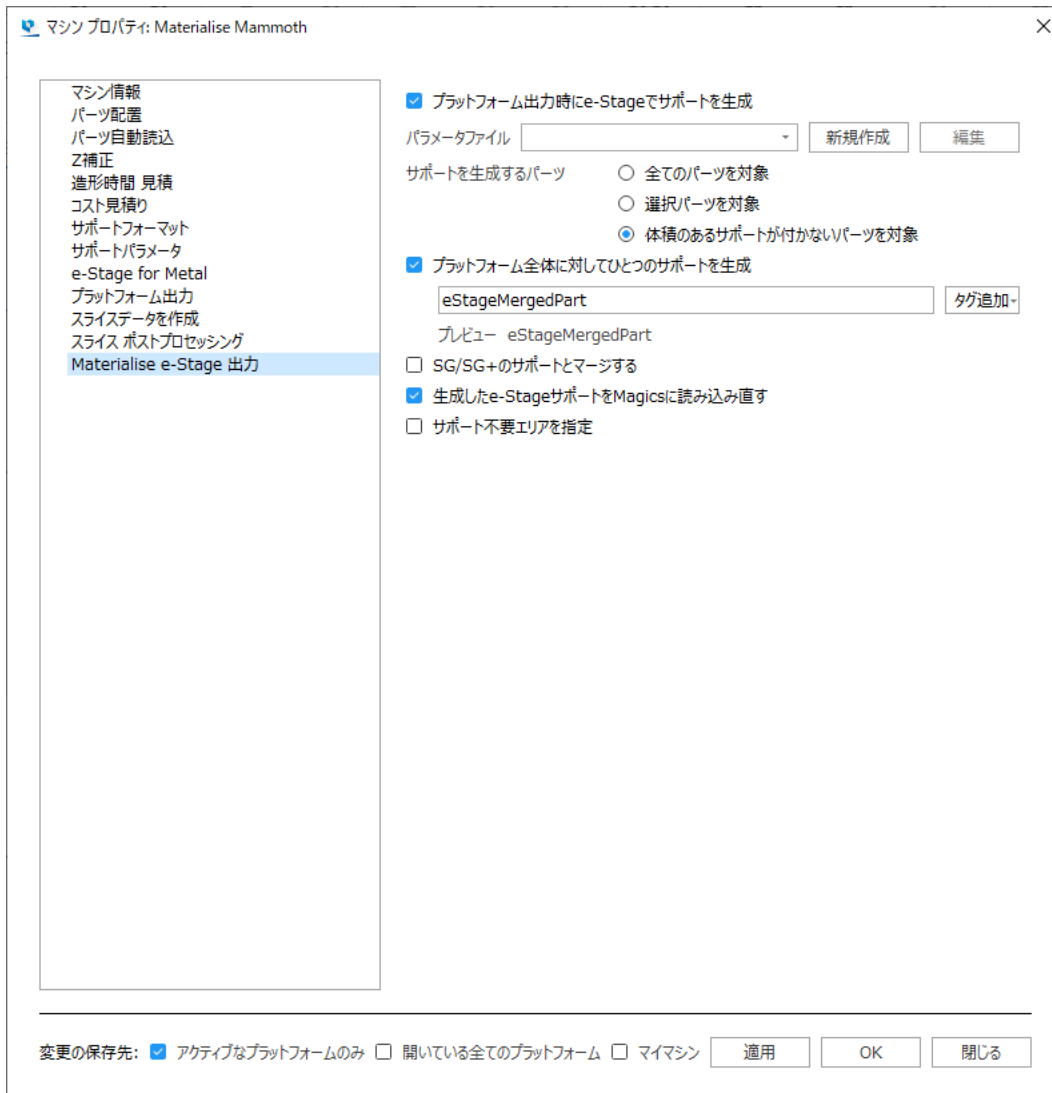 マシン プロパティ: Materialise Mammoth
マシン情報
パーツ配置
パーツ自動読込
Z補正
造形時間 見積
コスト見積り
サポートフォーマット
サポートパラメータ
e-Stage for Metal
プラットフォーム出力
スライスデータを作成
スライス ポストプロセッシング
Materialise e-Stage 出力
プラットフォーム出力時にe-Stageでサポートを生成
パラメータファイル 新規作成 編集
サポートを生成するパーツ 全てのパーツを対象
選択パーツを対象
体積のあるサポートが付かないパーツを対象
プラットフォーム全体に対してひとつのサポートを生成
eStageMergedPart タグ追加
プレビュー eStageMergedPart
SG/SG+のサポートとマージする
生成したe-StageサポートをMagicsに読み込み直す
サポート不要エリアを指定
変更の保存先: アクティブなプラットフォームのみ 開いている全てのプラットフォーム マイマシン 適用 OK 閉じる